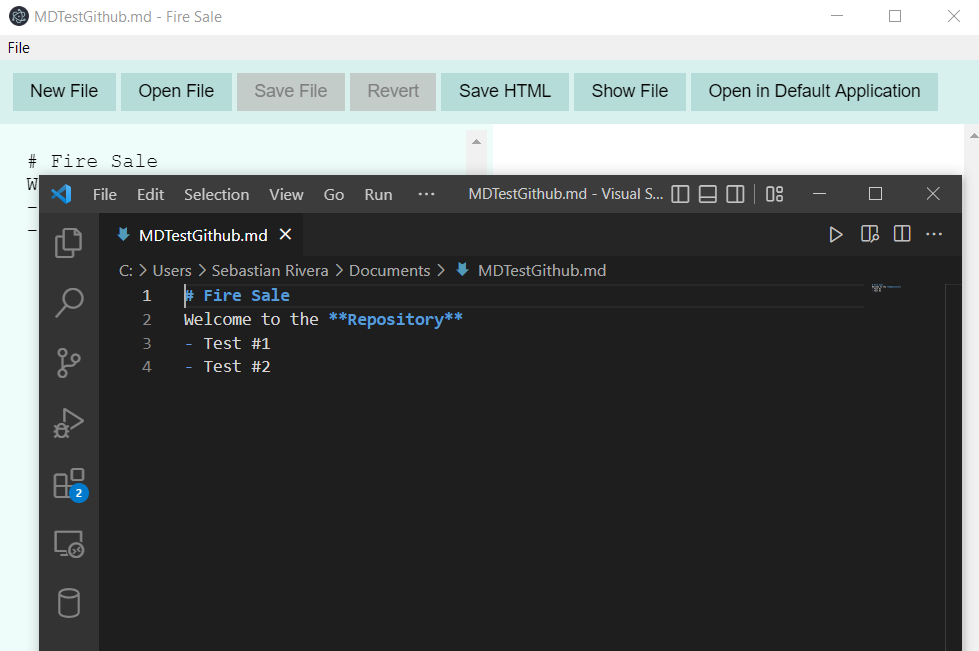 MDTestGithub.md - Fire Sale
File
New File Open File Save File Revert Save HTML Show File Open in Default Application
# Fire Sale
W
-
-
File Edit Selection View Go Run ··· MDTestGithub.md - Visual S...
MDTestGithub.md
C: > Users > Sebastian Rivera > Documents > MDTestGithub.md
1 # Fire Sale
2 Welcome to the **Repository**
3 - Test #1
4 - Test #2
2